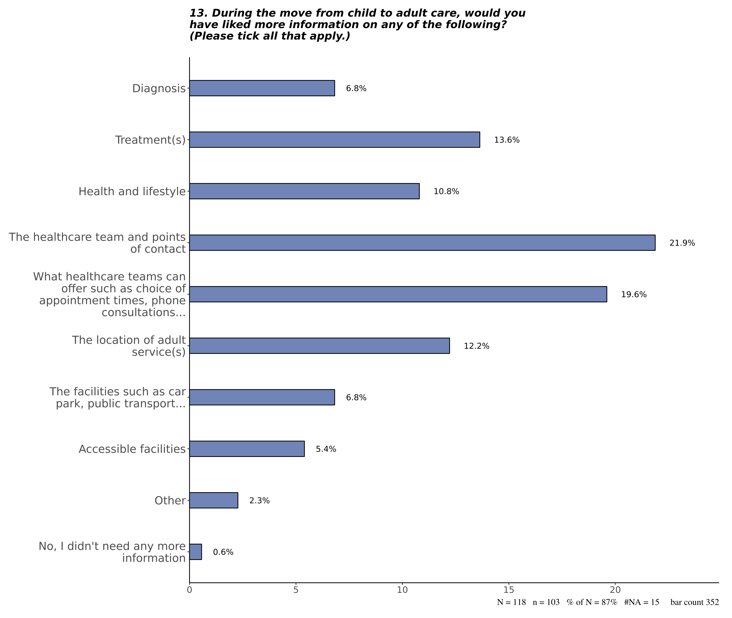 13. During the move from child to adult care, would you
have liked more information on any of the following?
(Please tick all that apply.)
Diagnosis
6.8%
Treatment(s)
13.6%
Health and lifestyle
10.8%
The healthcare team and points
of contact
21.9%
What healthcare teams can
offer such as choice of
appointment times, phone
consultations...
19.6%
The location of adult
service(s)
12.2%
The facilities such as car
park, public transport...
6.8%
Accessible facilities
5.4%
Other
2.3%
No, I didn't need any more
information
0.6%
0 5 10 15 20
N = 118 n = 103 % of N = 87% #NA = 15 bar count 352